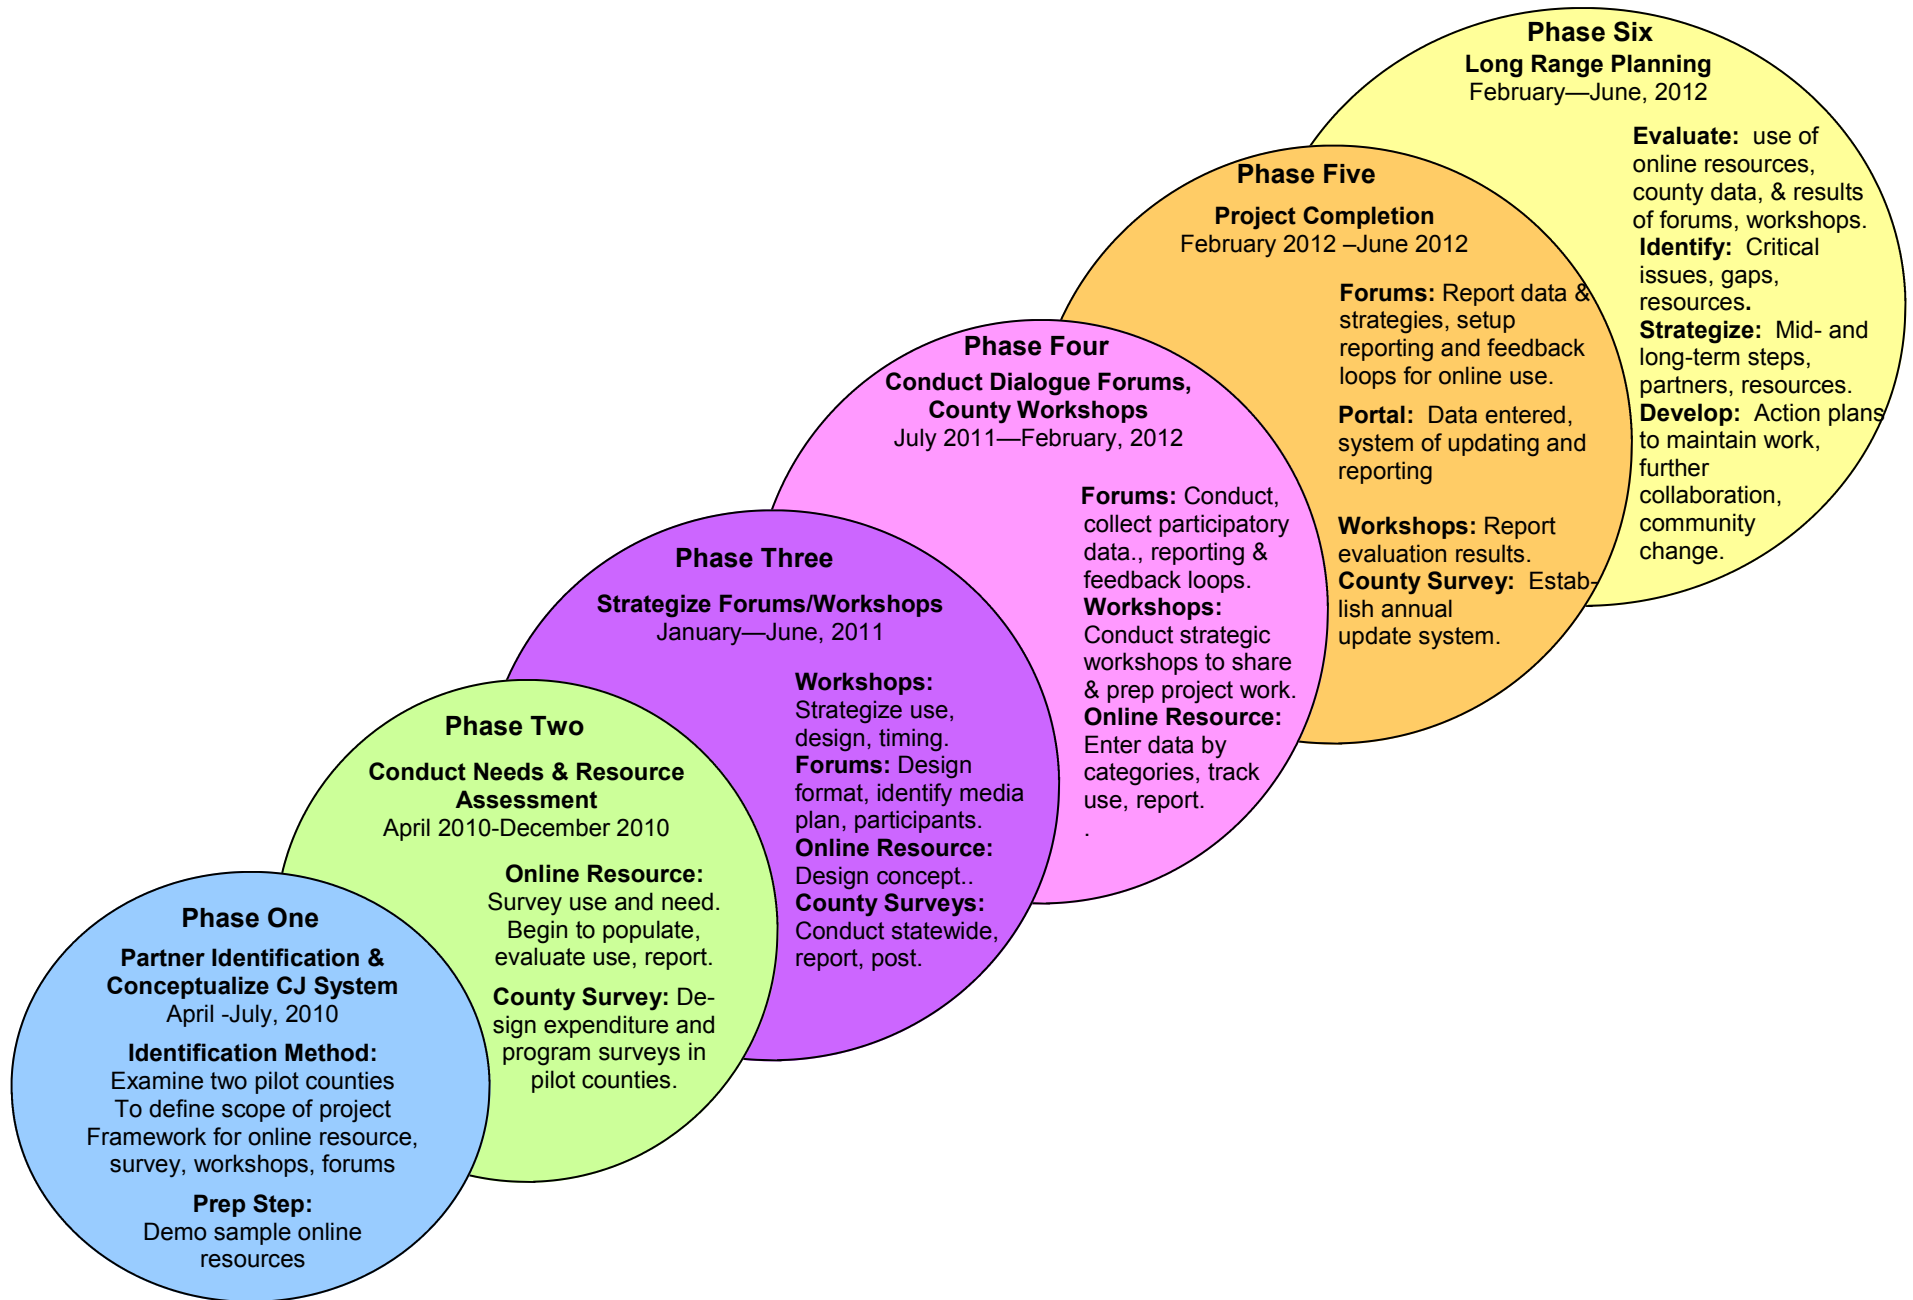 Phase One
Partner Identification &
Conceptualize CJ System
April -July, 2010
Identification Method:
Examine two pilot counties
To define scope of project
Framework for online resource,
survey, workshops, forums
Prep Step:
Demo sample online
resources
Phase Two
Conduct Needs & Resource
Assessment
April 2010-December 2010
Online Resource:
Survey use and need.
Begin to populate,
evaluate use, report.
County Survey: De-
sign expenditure and
program surveys in
pilot counties.
Phase Three
Strategize Forums/Workshops
January—June, 2011
Workshops:
Strategize use,
design, timing.
Forums: Design
format, identify media
plan, participants.
Online Resource:
Design concept..
County Surveys:
Conduct statewide,
report, post.
Phase Four
Conduct Dialogue Forums,
County Workshops
July 2011—February, 2012
Forums: Conduct,
collect participatory
data., reporting &
feedback loops.
Workshops:
Conduct strategic
workshops to share
& prep project work.
Online Resource:
Enter data by
categories, track
use, report.
.
Phase Five
Project Completion
February 2012 –June 2012
Forums: Report data &
strategies, setup
reporting and feedback
loops for online use.
Portal: Data entered,
system of updating and
reporting
Workshops: Report
evaluation results.
County Survey: Estab-
lish annual
update system.
Phase Six
Long Range Planning
February—June, 2012
Evaluate: use of
online resources,
county data, & results
of forums, workshops.
Identify: Critical
issues, gaps,
resources.
Strategize: Mid- and
long-term steps,
partners, resources.
Develop: Action plans
to maintain work,
further
collaboration,
community
change.